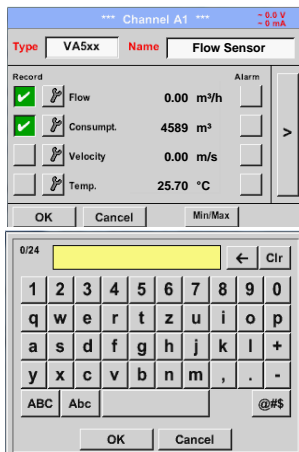 *** Channel A1 ***
~ 0.0 V
~ 0 mA
Type VA5xx Name Flow Sensor
Record Alarm
Flow 0.00 m³/h
Consumpt. 4589 m³
Velocity 0.00 m/s
Temp. 25.70 °C
>
OK Cancel Min/Max
0/24 ← Clr
1 2 3 4 5 6 7 8 9 0
q w e r t z u i o p
a s d f g h j k l +
y x c v b n m , . -
ABC Abc @#$
OK Cancel